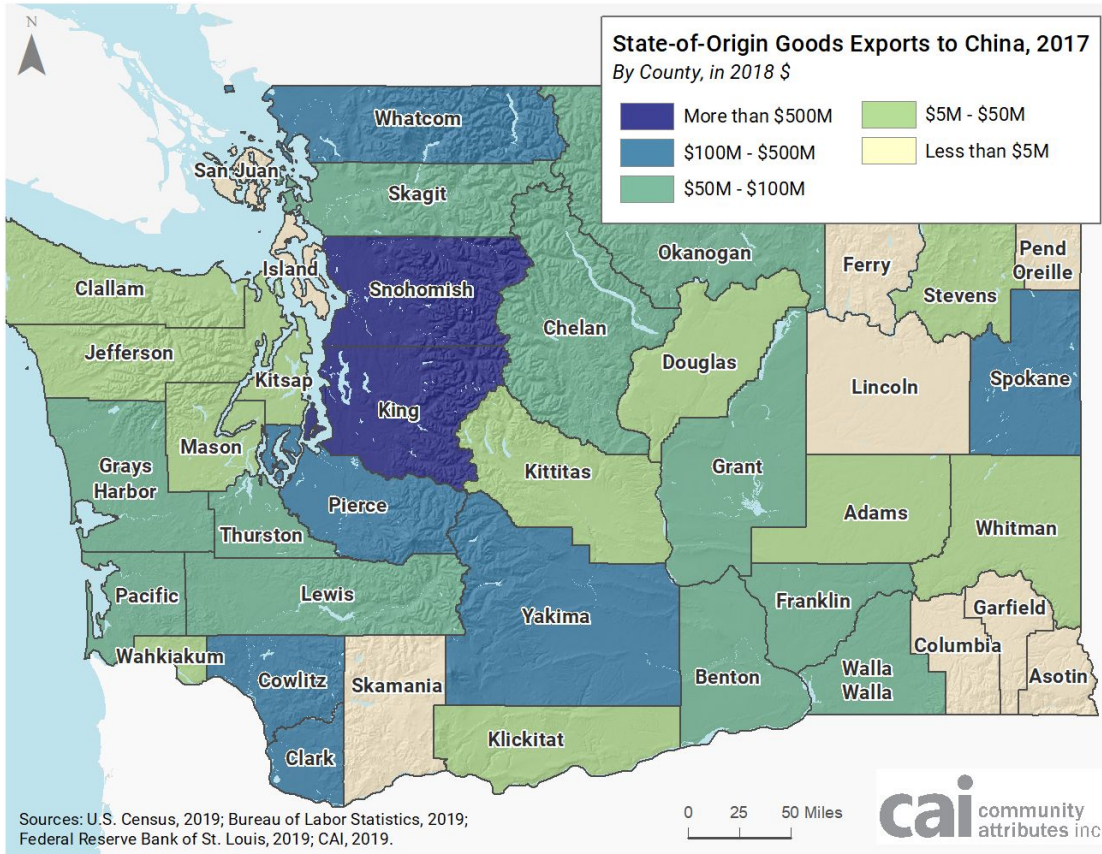 N
State-of-Origin Goods Exports to China, 2017
By County, in 2018 $
More than $500M
$100M - $500M
$50M - $100M
$5M - $50M
Less than $5M
Whatcom
San Juan
Skagit
Okanogan
Ferry
Pend
Oreille
Island
Clallam
Snohomish
Stevens
Chelan
Jefferson
Douglas
Kitsap
Lincoln
Spokane
King
Mason
Grays
Harbor
Kittitas
Grant
Pierce
Adams
Whitman
Thurston
Pacific
Lewis
Franklin
Garfield
Yakima
Columbia
Wahkiakum
Walla
Walla
Asotin
Cowlitz
Skamania
Benton
Klickitat
Clark
Sources: U.S. Census, 2019; Bureau of Labor Statistics, 2019;
Federal Reserve Bank of St. Louis, 2019; CAI, 2019.
0 25 50 Miles
cai community
attributes inc